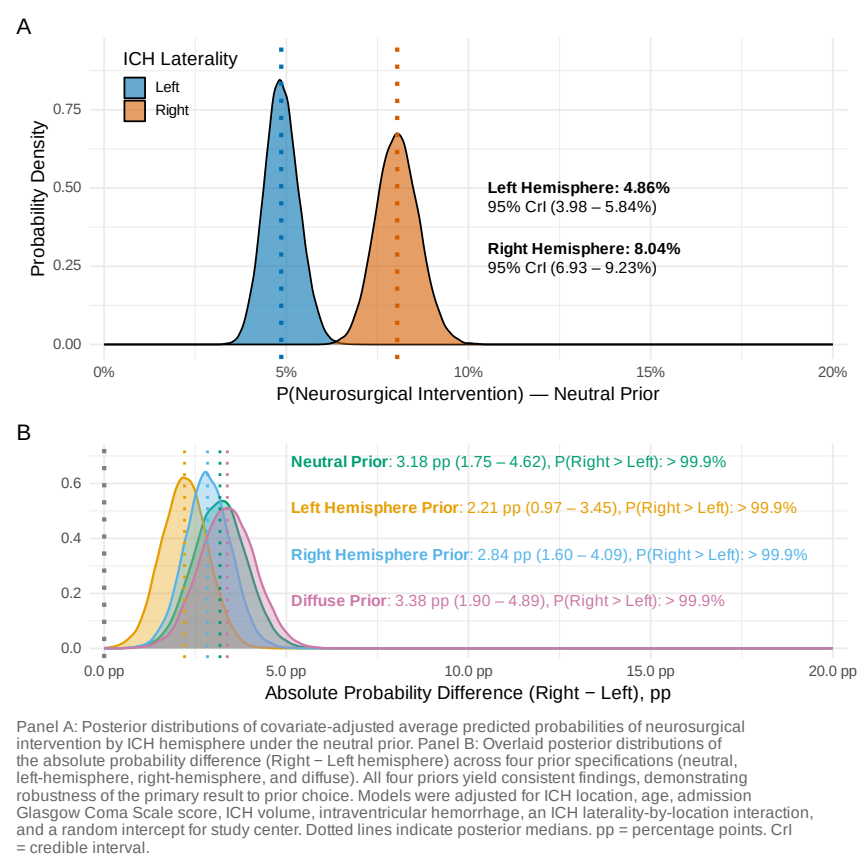 A
ICH Laterality
Left
Right
Probability Density
0.75
0.50
0.25
0.00
Left Hemisphere: 4.86%
95% CrI (3.98 – 5.84%)
Right Hemisphere: 8.04%
95% CrI (6.93 – 9.23%)
0%
5%
10%
15%
20%
P(Neurosurgical Intervention) — Neutral Prior
B
0.6
0.4
0.2
0.0
Neutral Prior: 3.18 pp (1.75 – 4.62), P(Right > Left): > 99.9%
Left Hemisphere Prior: 2.21 pp (0.97 – 3.45), P(Right > Left): > 99.9%
Right Hemisphere Prior: 2.84 pp (1.60 – 4.09), P(Right > Left): > 99.9%
Diffuse Prior: 3.38 pp (1.90 – 4.89), P(Right > Left): > 99.9%
0.0 pp
5.0 pp
10.0 pp
15.0 pp
20.0 pp
Absolute Probability Difference (Right − Left), pp
Panel A: Posterior distributions of covariate-adjusted average predicted probabilities of neurosurgical
intervention by ICH hemisphere under the neutral prior. Panel B: Overlaid posterior distributions of
the absolute probability difference (Right − Left hemisphere) across four prior specifications (neutral,
left-hemisphere, right-hemisphere, and diffuse). All four priors yield consistent findings, demonstrating
robustness of the primary result to prior choice. Models were adjusted for ICH location, age, admission
Glasgow Coma Scale score, ICH volume, intraventricular hemorrhage, an ICH laterality-by-location interaction,
and a random intercept for study center. Dotted lines indicate posterior medians. pp = percentage points. CrI
= credible interval.